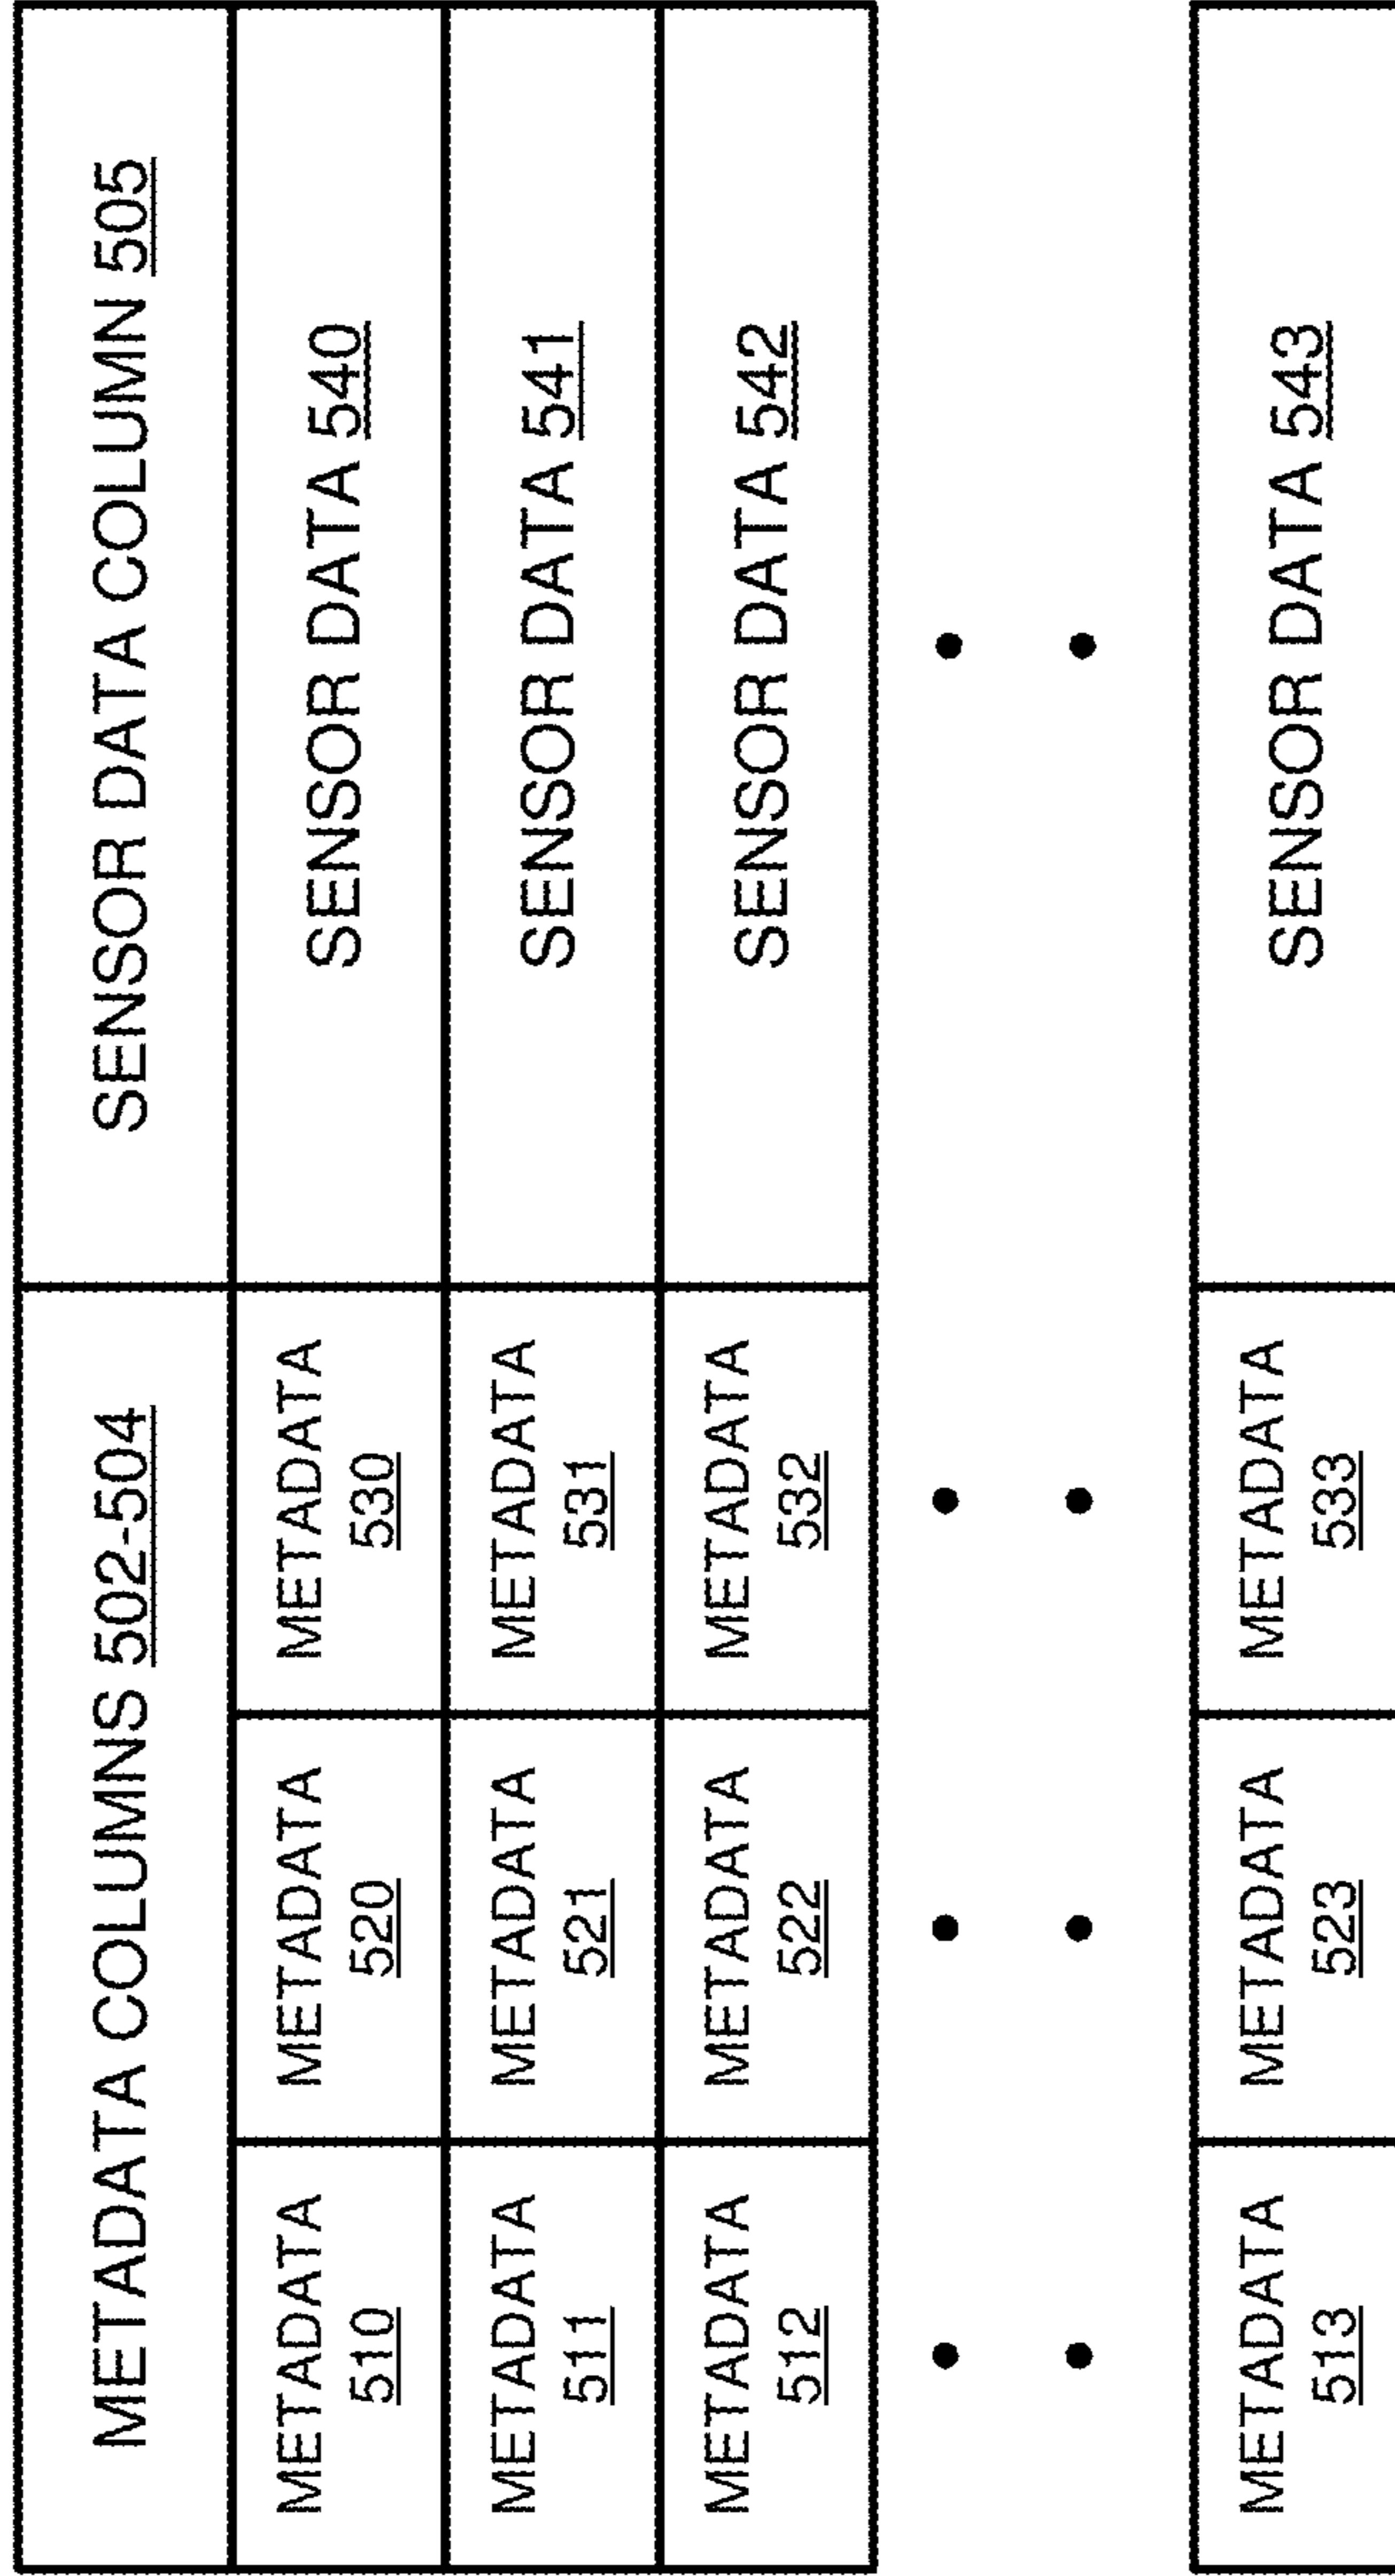 METADATA COLUMNS 502-504
SENSOR DATA COLUMN 505
METADATA
510
METADATA
520
METADATA
530
SENSOR DATA 540
METADATA
511
METADATA
521
METADATA
531
SENSOR DATA 541
METADATA
512
METADATA
522
METADATA
532
SENSOR DATA 542
METADATA
513
METADATA
523
METADATA
533
SENSOR DATA 543